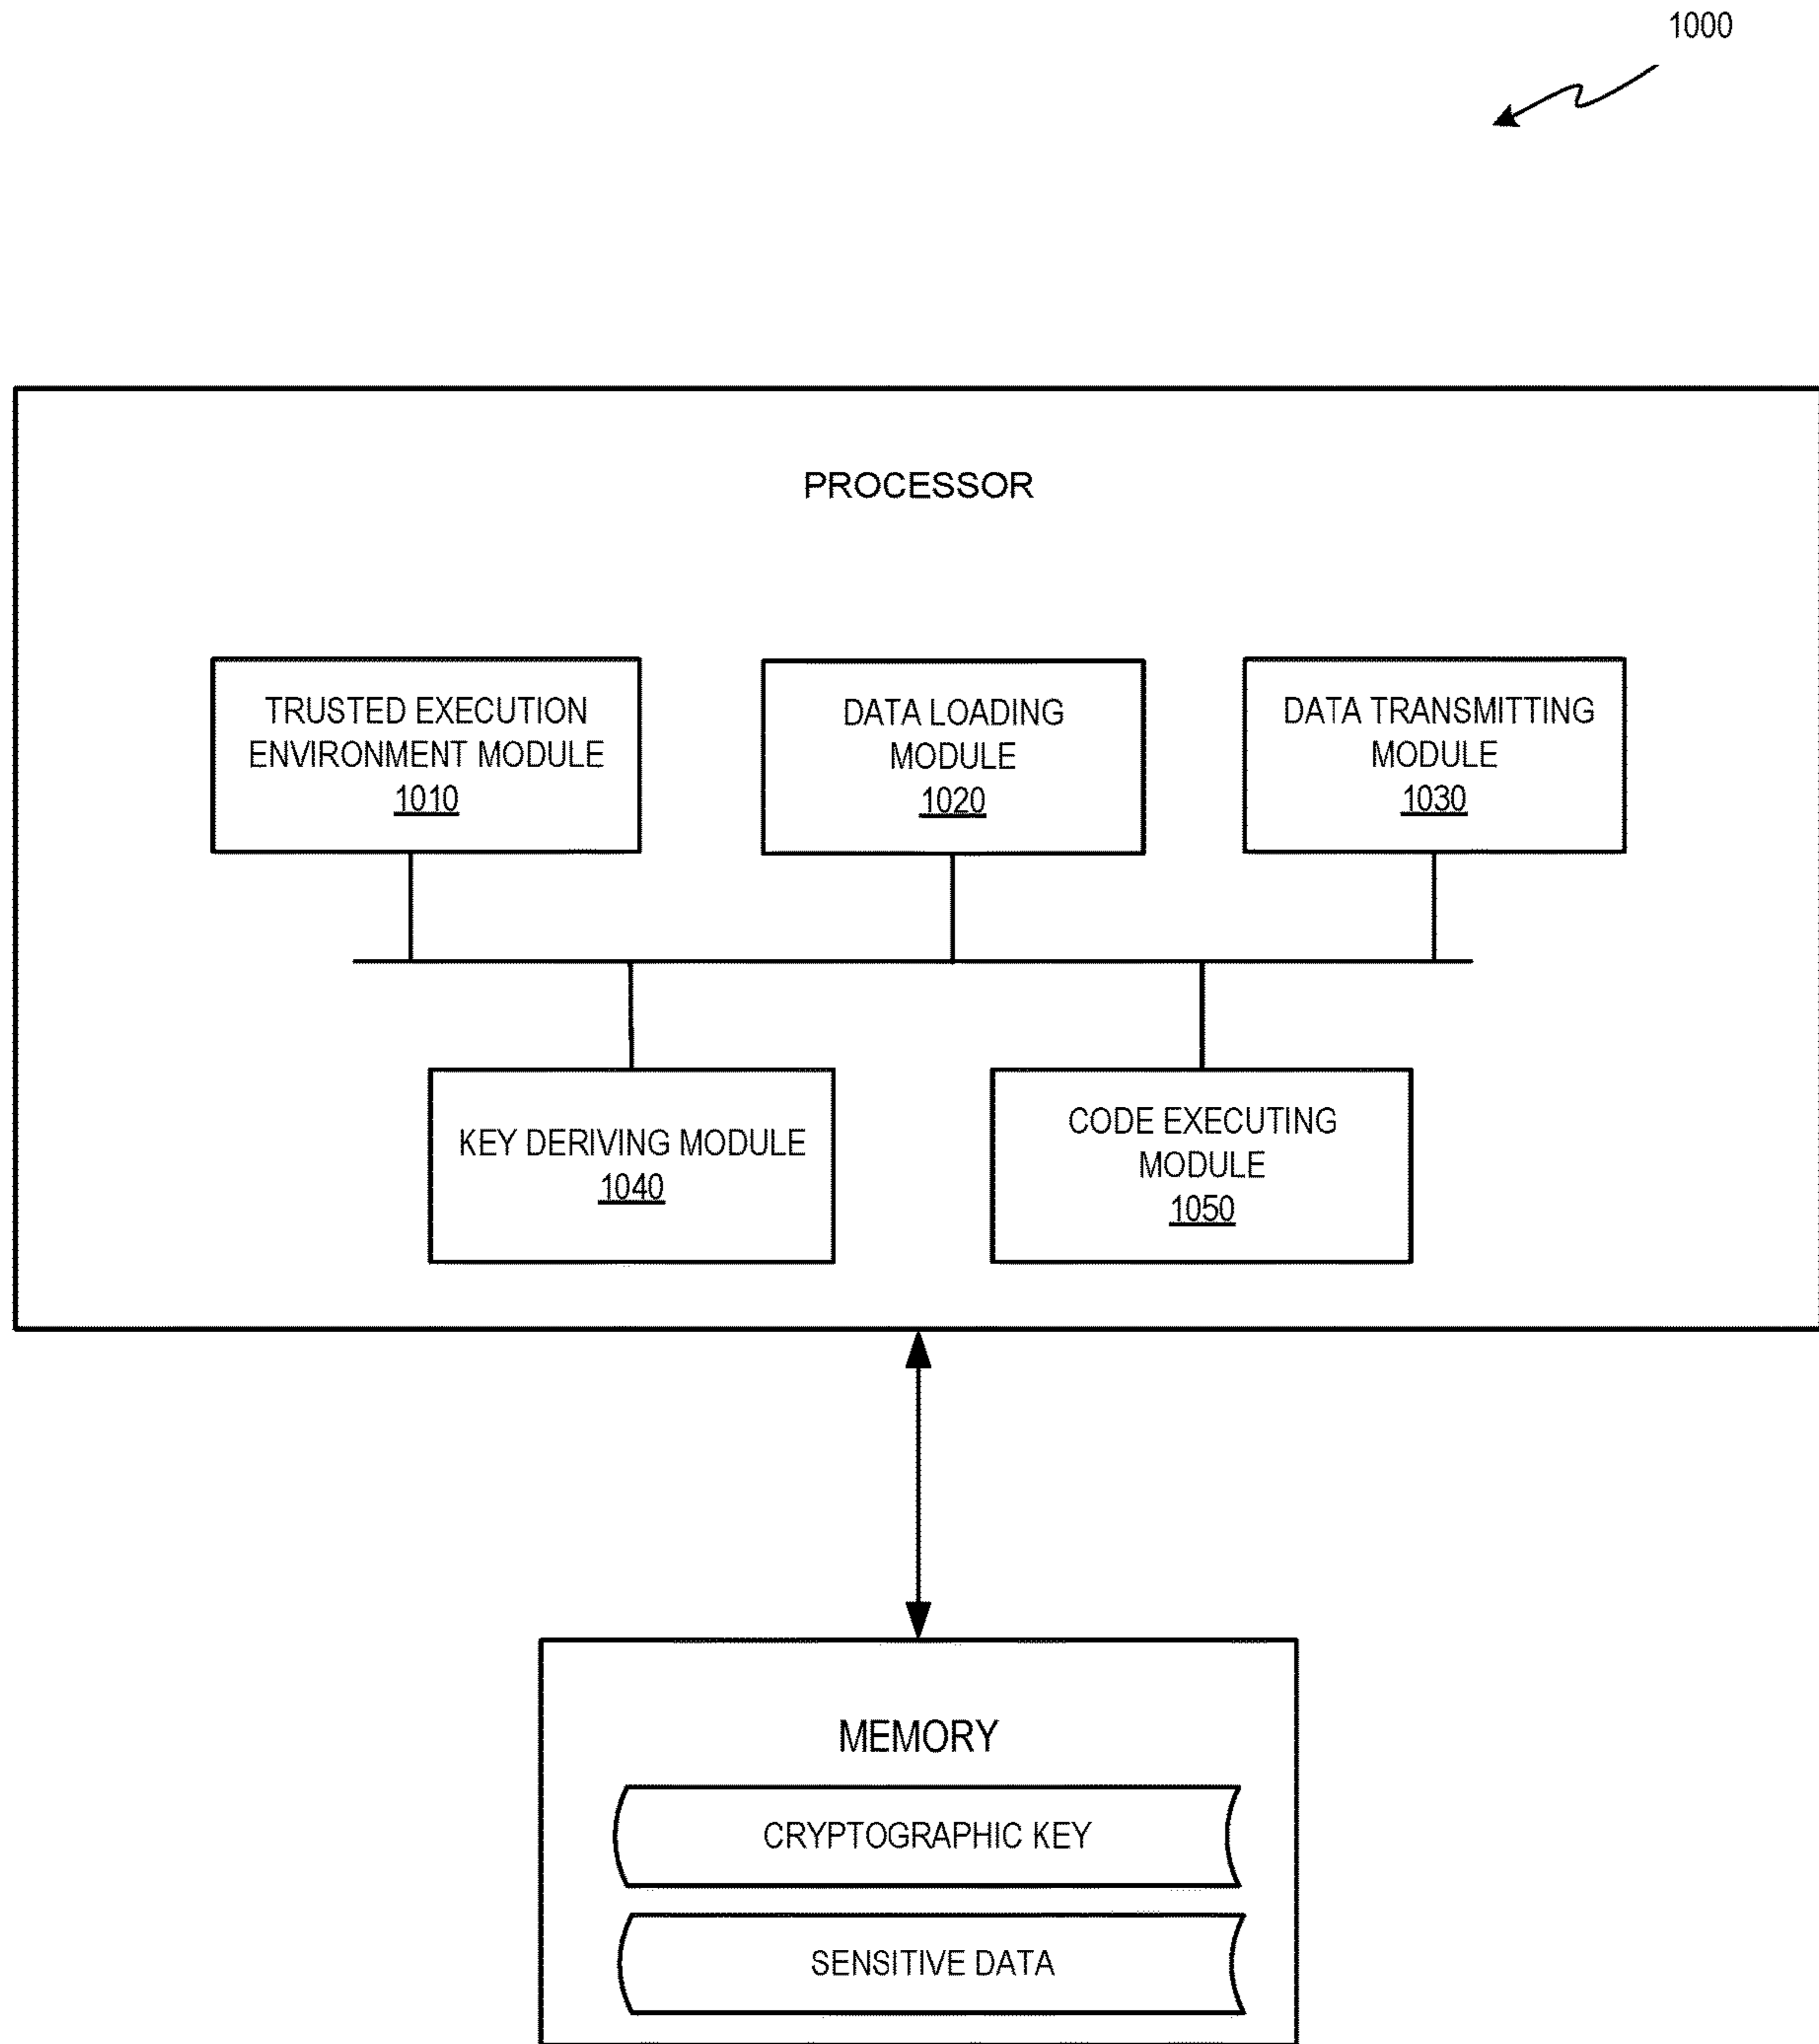 1000
PROCESSOR
TRUSTED EXECUTION
ENVIRONMENT MODULE
1010
DATA LOADING
MODULE
1020
DATA TRANSMITTING
MODULE
1030
KEY DERIVING MODULE
1040
CODE EXECUTING
MODULE
1050
MEMORY
CRYPTOGRAPHIC KEY
SENSITIVE DATA